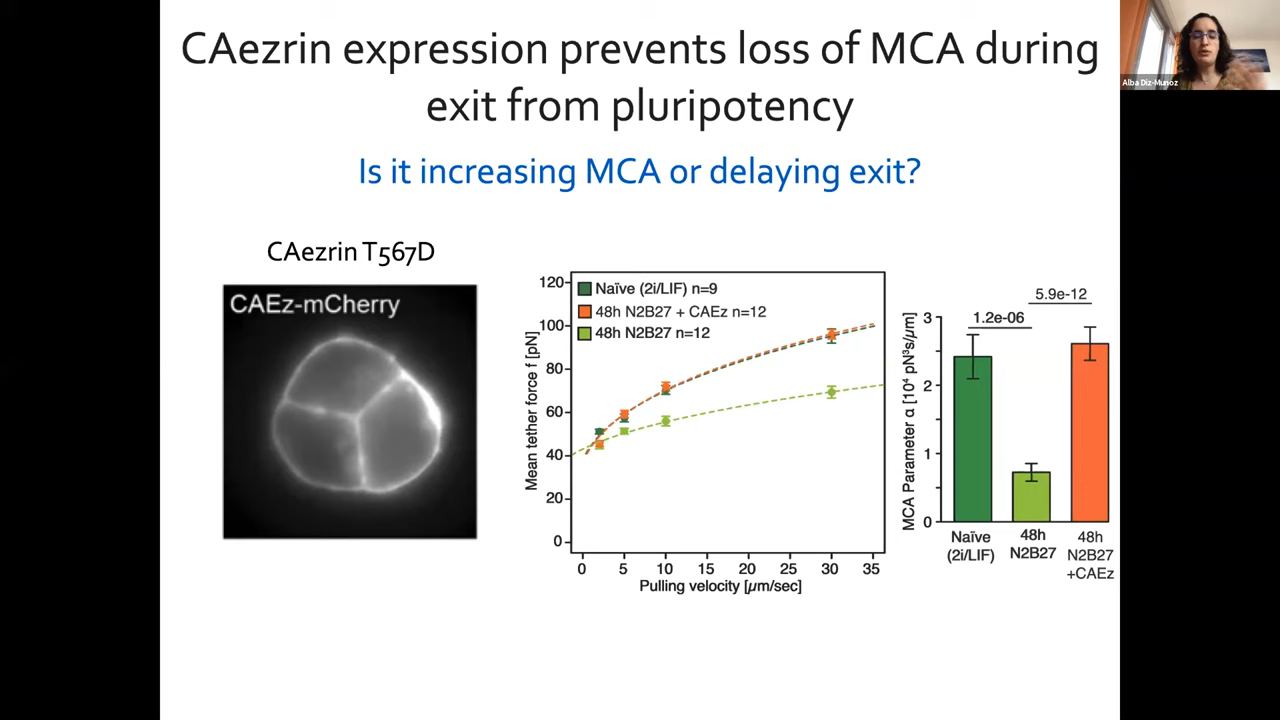 CAezrin expression prevents loss of MCA during
exit from pluripotency
Is it increasing MCA or delaying exit?
Alba Diz-Munoz
CAezrin T567D
CAEz-mCherry
Mean tether force f [pN]
120
100
80
60
40
20
0
Naïve (2i/LIF) n=9
48h N2B27 + CAEz n=12
48h N2B27 n=12
0 5 10 15 20 25 30 35
Pulling velocity [µm/sec]
MCA Parameter α [10⁴ pN³s/µm]
3
2
1
0
5.9e-12
1.2e-06
Naïve
(2i/LIF)
48h
N2B27
48h
N2B27
+CAEz